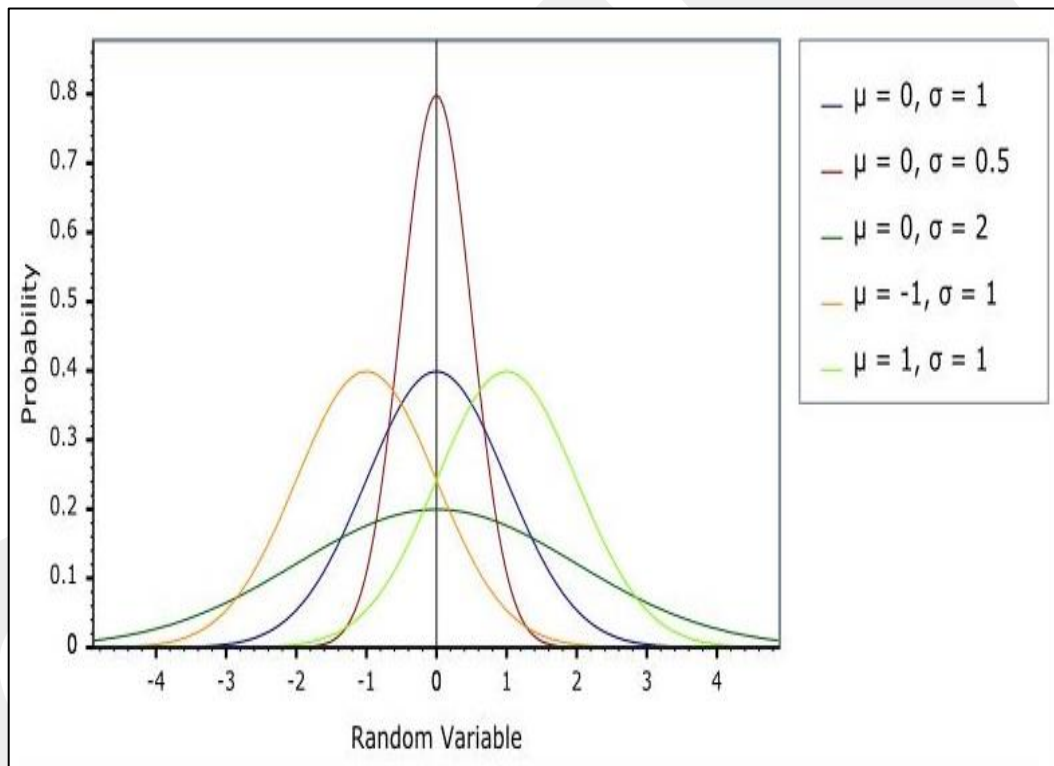 Probability
0.8
0.7
0.6
0.5
0.4
0.3
0.2
0.1
0
-4 -3 -2 -1 0 1 2 3 4
Random Variable
μ = 0, σ = 1
μ = 0, σ = 0.5
μ = 0, σ = 2
μ = -1, σ = 1
μ = 1, σ = 1